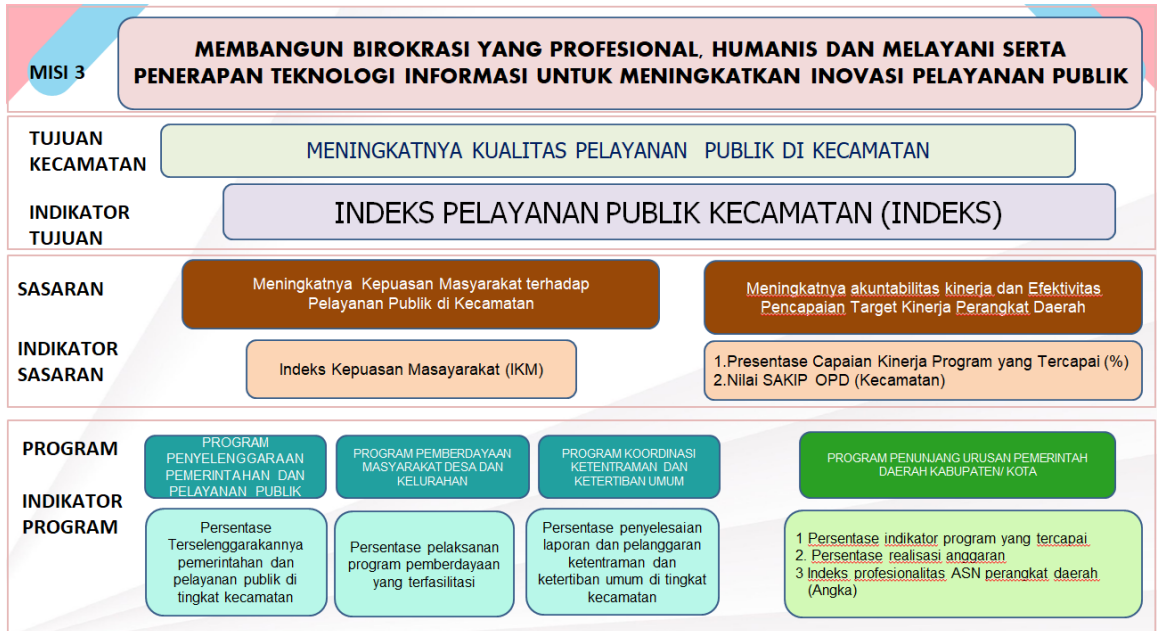 MISI 3
MEMBANGUN BIROKRASI YANG PROFESIONAL, HUMANIS DAN MELAYANI SERTA
PENERAPAN TEKNOLOGI INFORMASI UNTUK MENINGKATKAN INOVASI PELAYANAN PUBLIK
TUJUAN
KECAMATAN
MENINGKATNYA KUALITAS PELAYANAN PUBLIK DI KECAMATAN
INDIKATOR
TUJUAN
INDEKS PELAYANAN PUBLIK KECAMATAN (INDEKS)
SASARAN
Meningkatnya Kepuasan Masyarakat terhadap
Pelayanan Publik di Kecamatan
Meningkatnya akuntabilitas kinerja dan Efektivitas
Pencapaian Target Kinerja Perangkat Daerah
INDIKATOR
SASARAN
Indeks Kepuasan Masayarakat (IKM)
1.Presentase Capaian Kinerja Program yang Tercapai (%)
2.Nilai SAKIP OPD (Kecamatan)
PROGRAM
PROGRAM
PENYELENGGARAAN
PEMERINTAHAN DAN
PELAYANAN PUBLIK
PROGRAM PEMBERDAYAAN
MASYARAKAT DESA DAN
KELURAHAN
PROGRAM KOORDINASI
KETENTRAMAN DAN
KETERTIBAN UMUM
PROGRAM PENUNJANG URUSAN PEMERINTAH
DAERAH KABUPATEN/ KOTA
INDIKATOR
PROGRAM
Persentase
Terselenggarakannya
pemerintahan dan
pelayanan publik di
tingkat kecamatan
Persentase pelaksanan
program pemberdayaan
yang terfasilitasi
Persentase penyelesaian
laporan dan pelanggaran
ketentraman dan
ketertiban umum di tingkat
kecamatan
1 Persentase indikator program yang tercapai
2. Persentase realisasi anggaran
3 Indeks profesionalitas ASN perangkat daerah
(Angka)